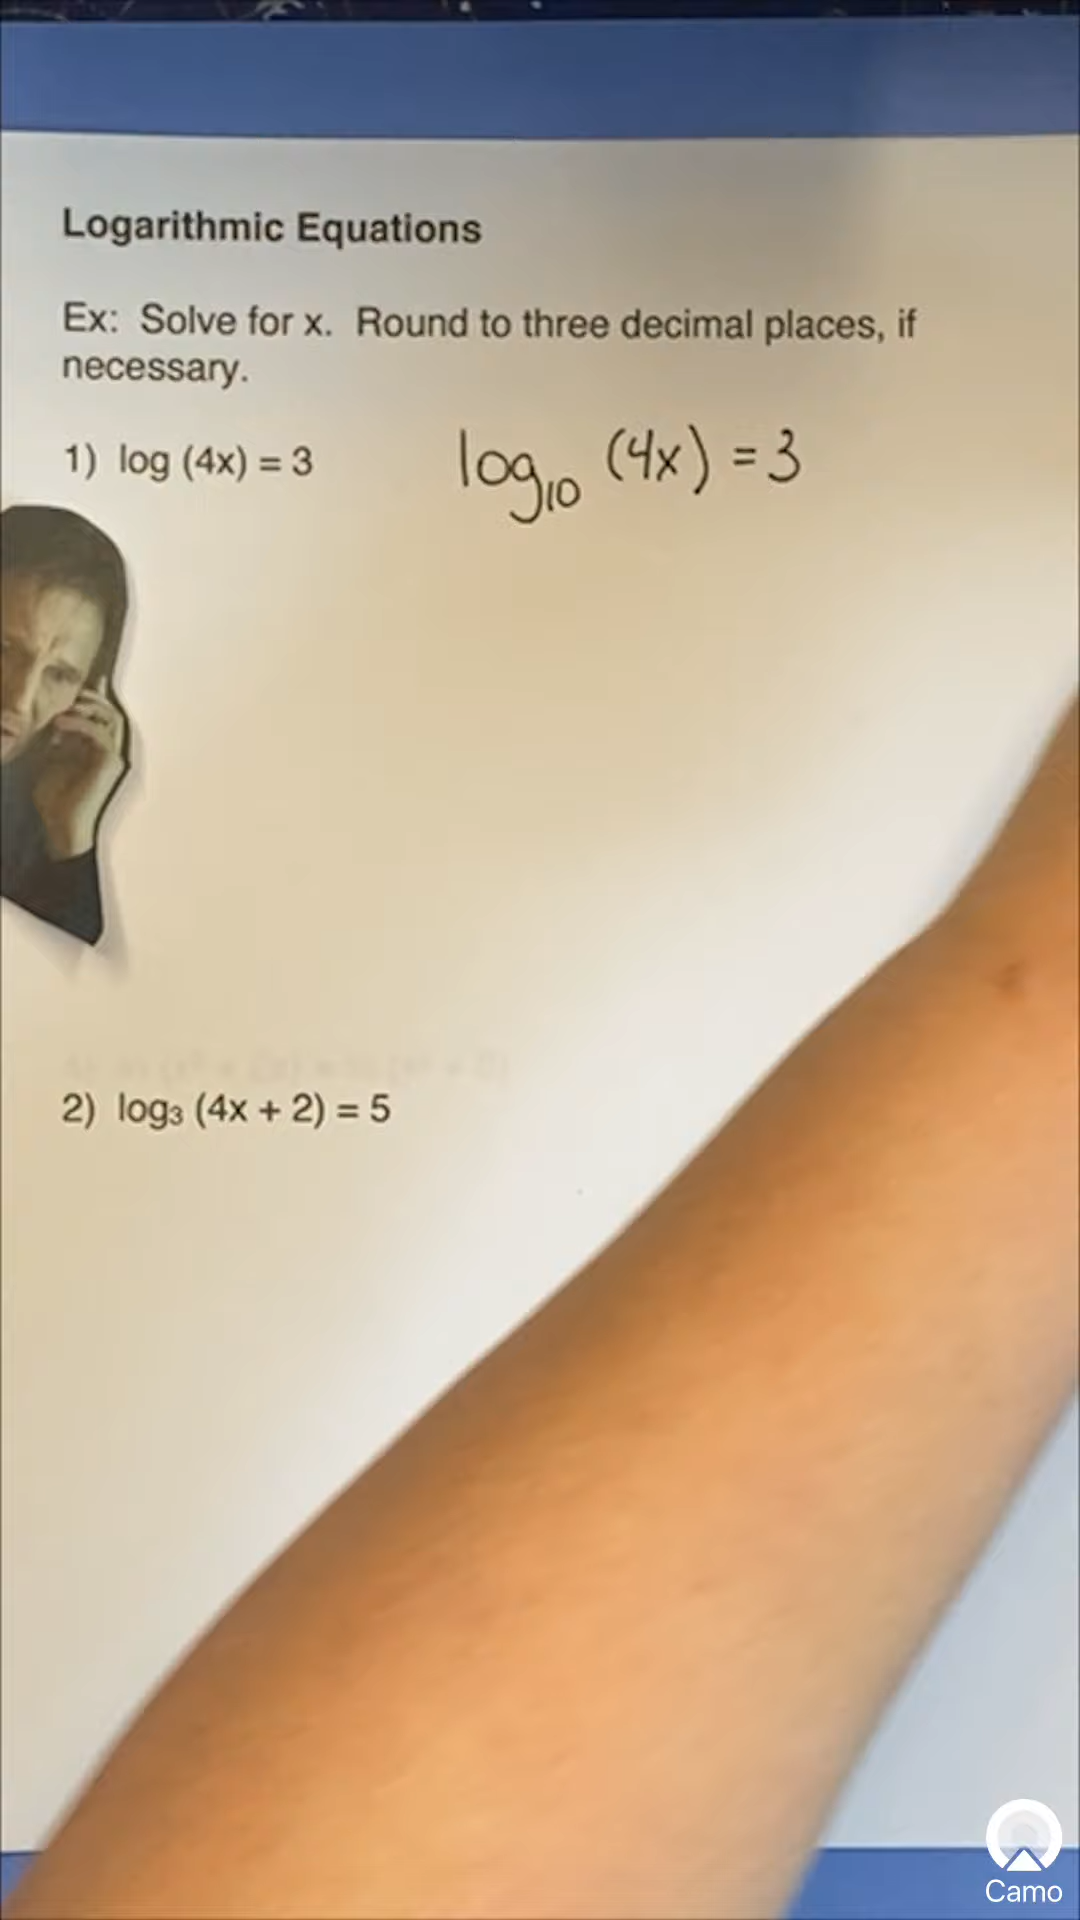 Logarithmic Equations
Ex: Solve for x. Round to three decimal places, if
necessary.
1) log (4x) = 3
log₁₀ (4x) = 3
2) log₃ (4x + 2) = 5
Camo